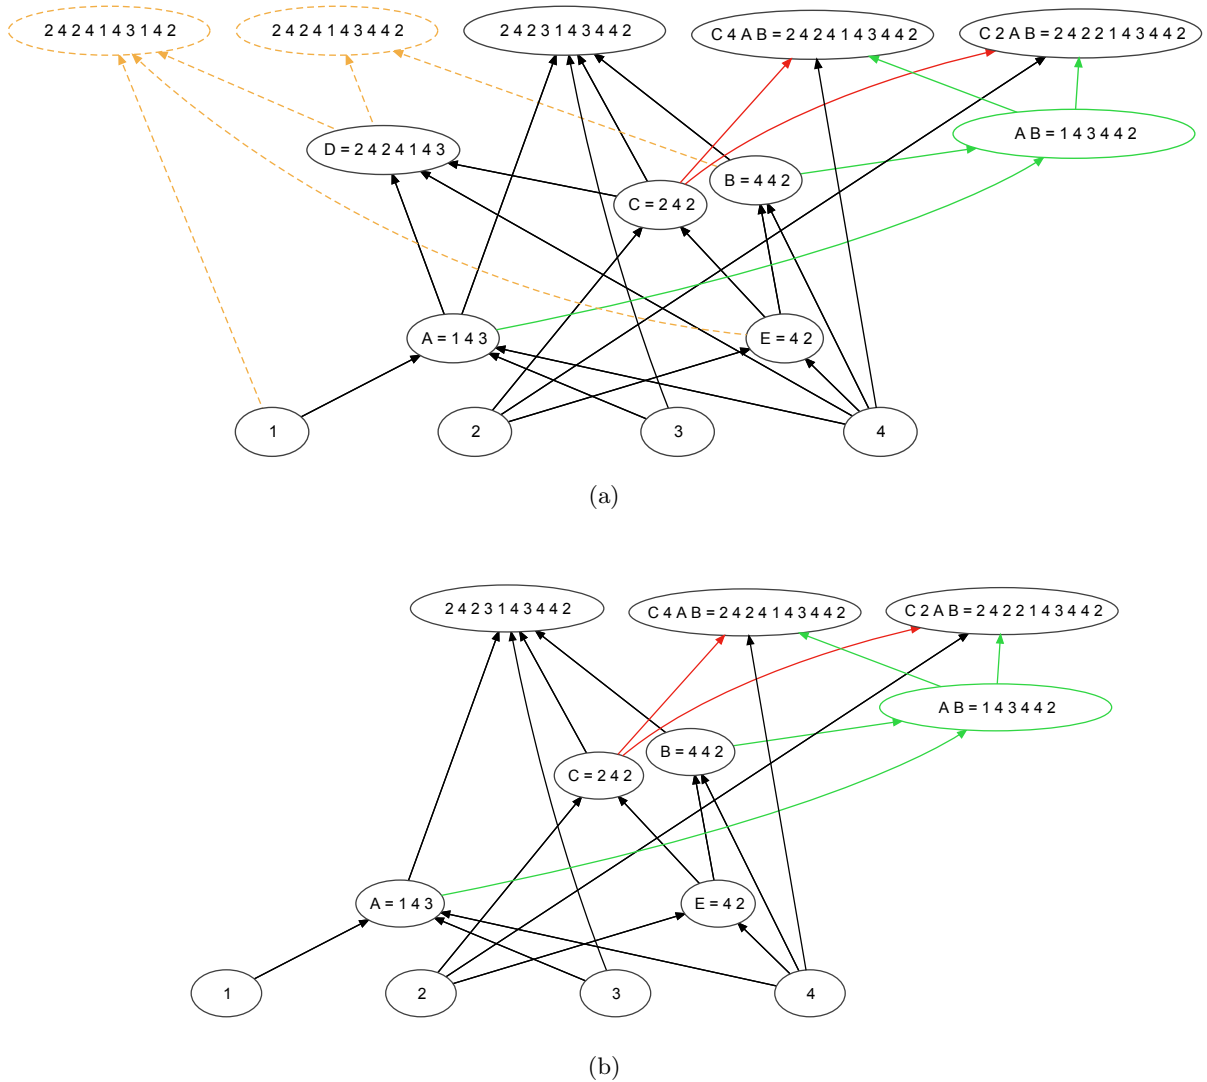 2 4 2 4 1 4 3 1 4 2
2 4 2 4 1 4 3 4 4 2
2 4 2 3 1 4 3 4 4 2
C 4 A B = 2 4 2 4 1 4 3 4 4 2
C 2 A B = 2 4 2 2 1 4 3 4 4 2
A B = 1 4 3 4 4 2
D = 2 4 2 4 1 4 3
B = 4 4 2
C = 2 4 2
A = 1 4 3
E = 4 2
1
2
3
4
(a)
2 4 2 3 1 4 3 4 4 2
C 4 A B = 2 4 2 4 1 4 3 4 4 2
C 2 A B = 2 4 2 2 1 4 3 4 4 2
A B = 1 4 3 4 4 2
B = 4 4 2
C = 2 4 2
A = 1 4 3
E = 4 2
1
2
3
4
(b)